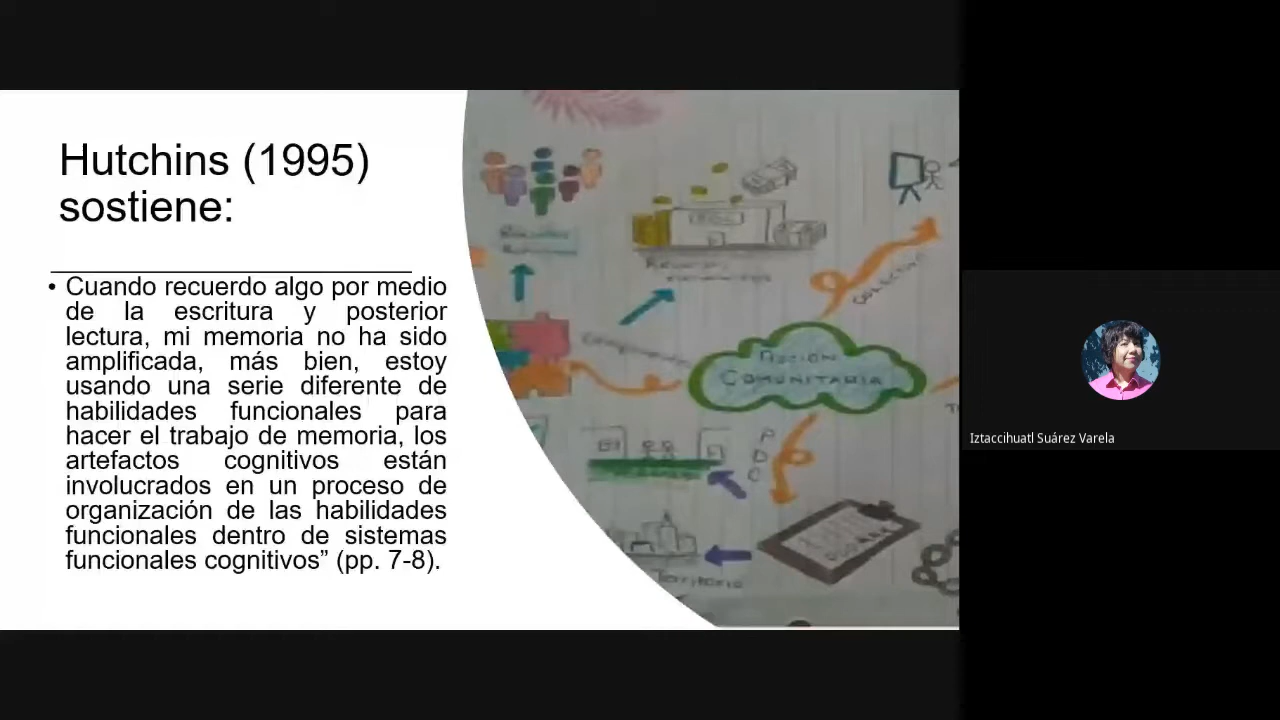 Hutchins (1995)
sostiene:
• Cuando recuerdo algo por medio
de la escritura y posterior
lectura, mi memoria no ha sido
amplificada, más bien, estoy
usando una serie diferente de
habilidades funcionales para
hacer el trabajo de memoria, los
artefactos cognitivos están
involucrados en un proceso de
organización de las habilidades
funcionales dentro de sistemas
funcionales cognitivos” (pp. 7-8).
ACCIÓN
COMUNITARIA
COLECTIVO
PDC
Territorio
Iztaccihuatl Suárez Varela